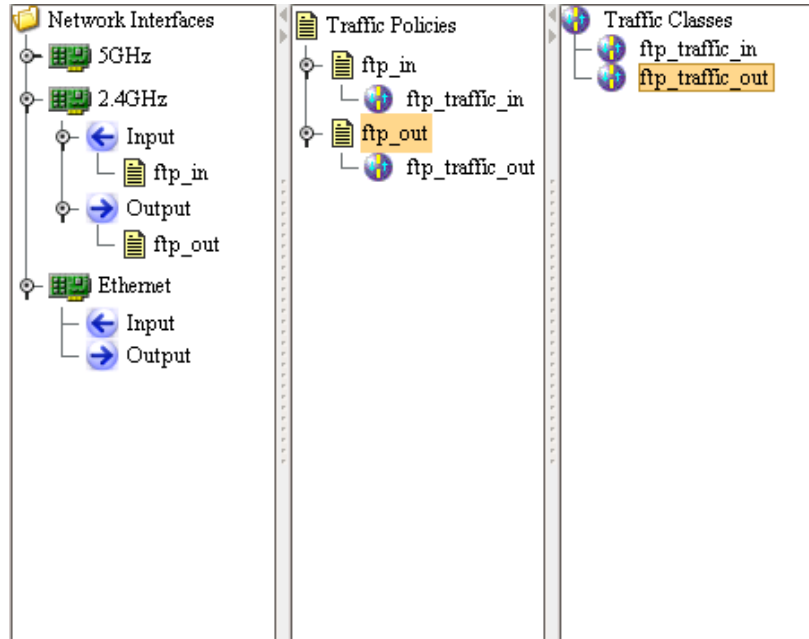 Network Interfaces
5GHz
2.4GHz
Input
ftp_in
Output
ftp_out
Ethernet
Input
Output
Traffic Policies
ftp_in
ftp_traffic_in
ftp_out
ftp_traffic_out
Traffic Classes
ftp_traffic_in
ftp_traffic_out